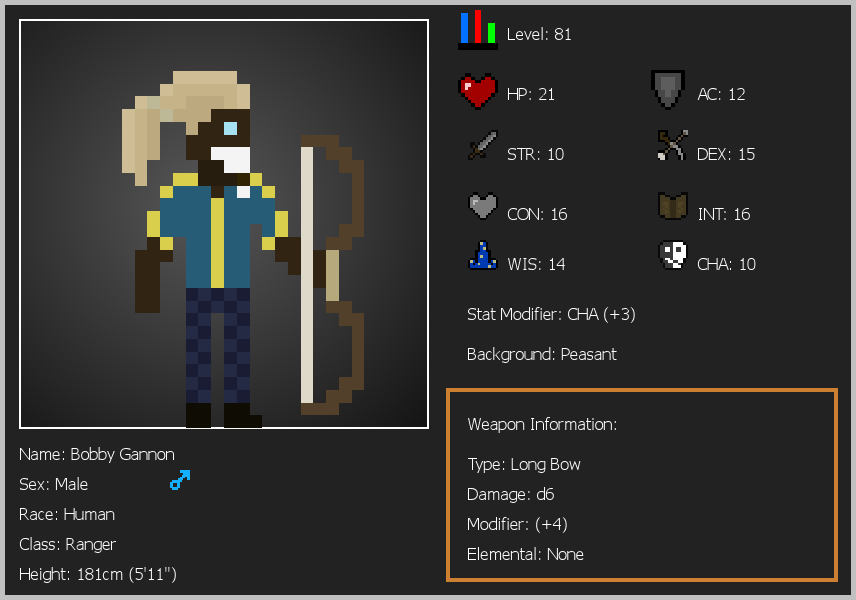 Level: 81
HP: 21
AC: 12
STR: 10
DEX: 15
CON: 16
INT: 16
WIS: 14
CHA: 10
Stat Modifier: CHA (+3)
Background: Peasant
Weapon Information:
Type: Long Bow
Damage: d6
Modifier: (+4)
Elemental: None
Name: Bobby Gannon
Sex: Male
Race: Human
Class: Ranger
Height: 181cm (5'11")